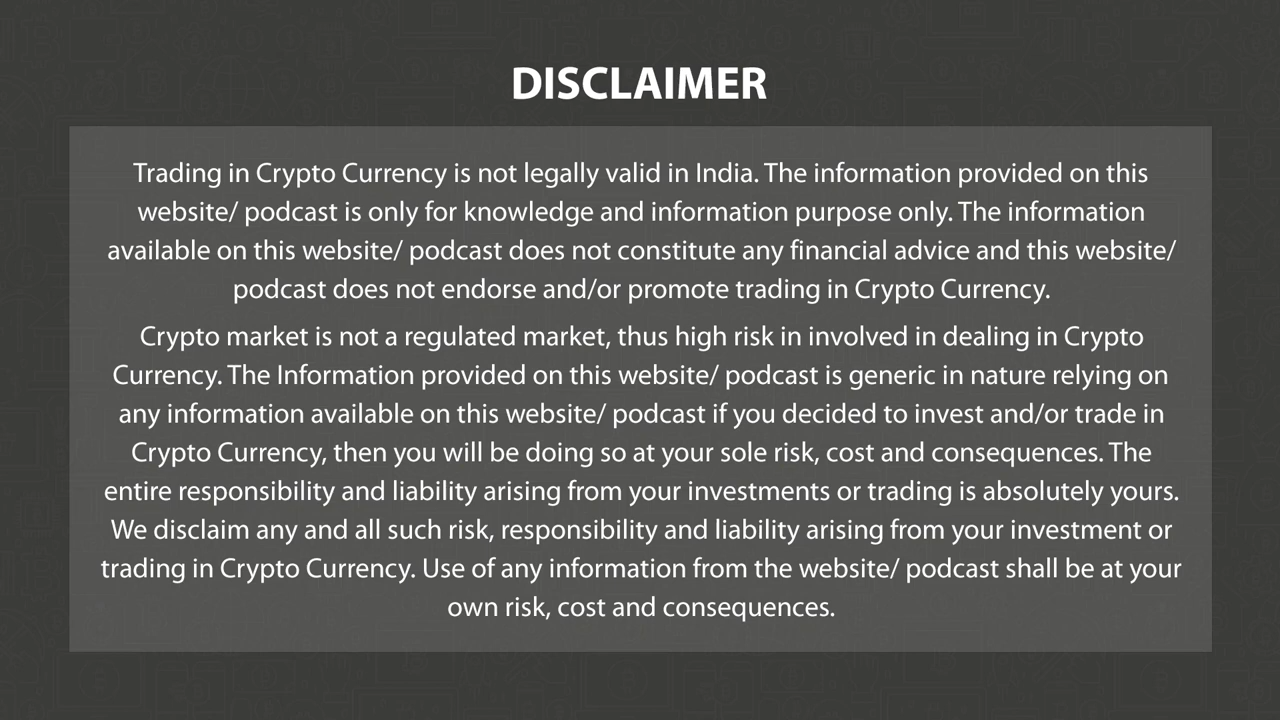 DISCLAIMER
Trading in Crypto Currency is not legally valid in India. The information provided on this
website/ podcast is only for knowledge and information purpose only. The information
available on this website/ podcast does not constitute any financial advice and this website/
podcast does not endorse and/or promote trading in Crypto Currency.
Crypto market is not a regulated market, thus high risk in involved in dealing in Crypto
Currency. The Information provided on this website/ podcast is generic in nature relying on
any information available on this website/ podcast if you decided to invest and/or trade in
Crypto Currency, then you will be doing so at your sole risk, cost and consequences. The
entire responsibility and liability arising from your investments or trading is absolutely yours.
We disclaim any and all such risk, responsibility and liability arising from your investment or
trading in Crypto Currency. Use of any information from the website/ podcast shall be at your
own risk, cost and consequences.